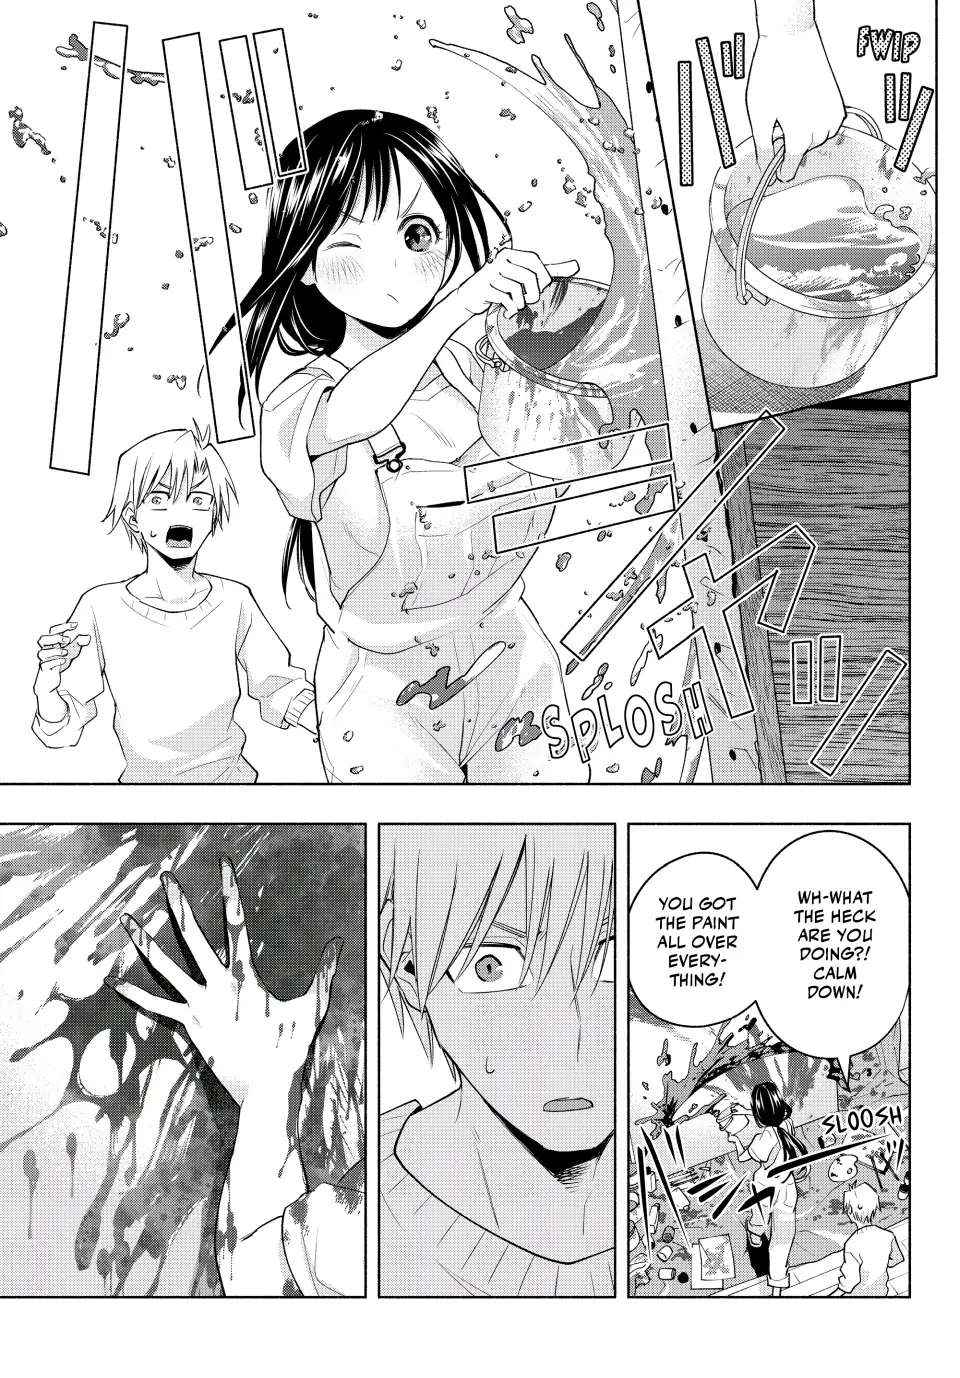 FWIP
SPLOSH
WH-WHAT
THE HECK
ARE YOU
DOING?!
CALM
DOWN!
YOU GOT
THE PAINT
ALL OVER
EVERY-
THING!
SLOOSH